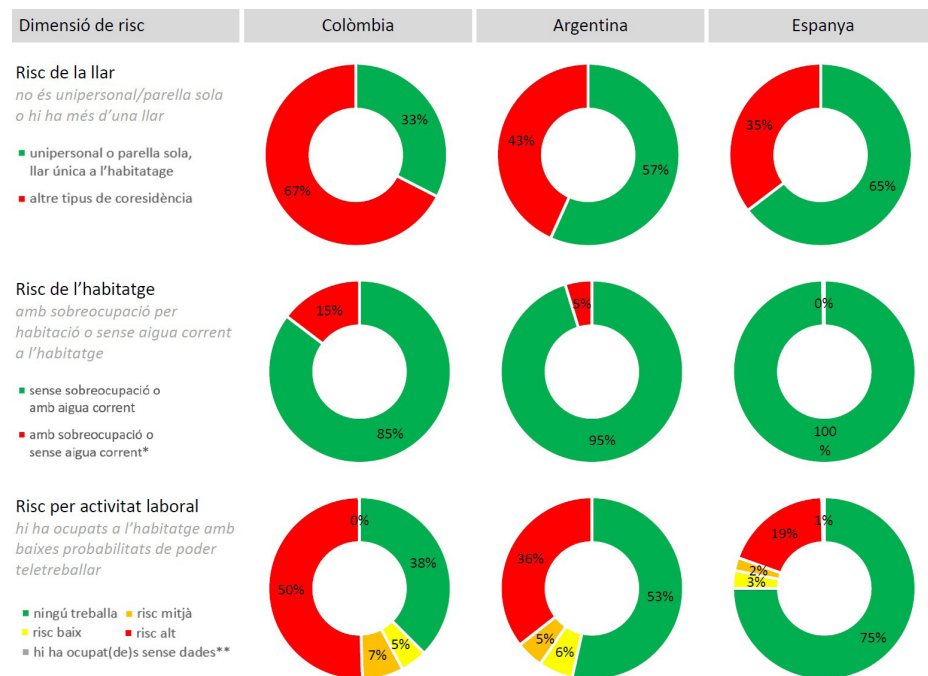 Dimensió de risc
Colòmbia
Argentina
Espanya
Risc de la llar
no és unipersonal/parella sola
o hi ha més d'una llar
unipersonal o parella sola,
llar única a l'habitatage
altre tipus de coresidència
33%
67%
43%
57%
35%
65%
Risc de l'habitatge
amb sobreocupació per
habitació o sense aigua corrent
a l'habitatge
sense sobreocupació o
amb aigua corrent
amb sobreocupació o
sense aigua corrent*
15%
85%
5%
95%
0%
100
%
Risc per activitat laboral
hi ha ocupats a l'habitatge amb
baixes probabilitats de poder
teletreballar
ningú treballa
risc mitjà
risc baix
risc alt
hi ha ocupat(de)s sense dades**
0%
38%
50%
5%
7%
36%
53%
5%
6%
1%
19%
2%
3%
75%